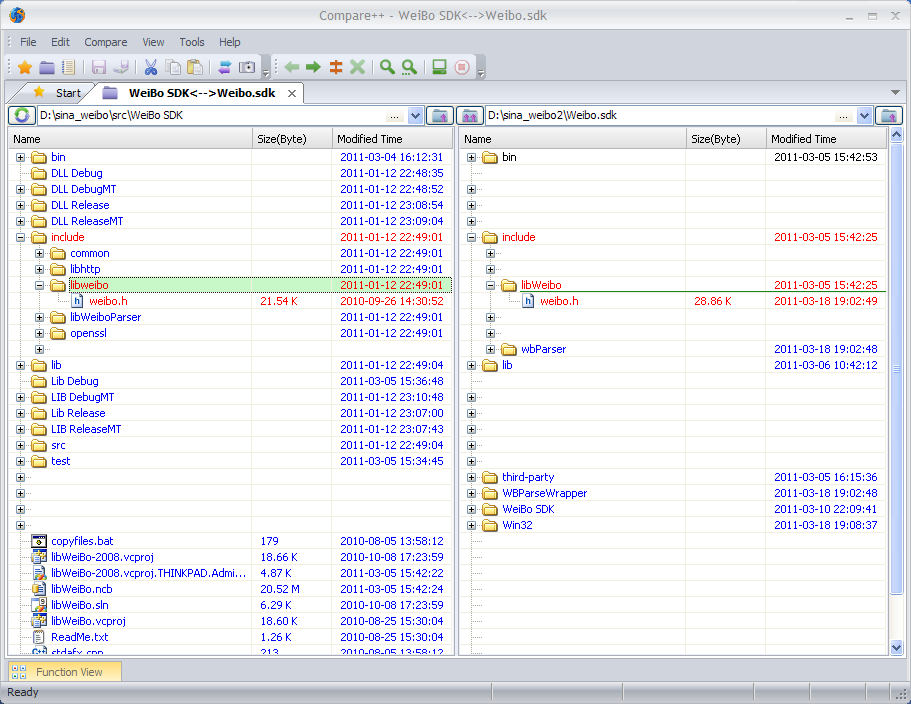 Compare++ - WeiBo SDK<-->Weibo.sdk
File Edit Compare View Tools Help
Start WeiBo SDK<-->Weibo.sdk
D:\sina_weibo\src\WeiBo SDK ... D:\sina_weibo2\Weibo.sdk ...
Name Size(Byte) Modified Time Name Size(Byte) Modified Time
bin 2011-03-04 16:12:31 bin 2011-03-05 15:42:53
DLL Debug 2011-01-12 22:48:35
DLL DebugMT 2011-01-12 22:48:52
DLL Release 2011-01-12 23:08:54
DLL ReleaseMT 2011-01-12 23:09:04
include 2011-01-12 22:49:01 include 2011-03-05 15:42:25
common 2011-01-12 22:49:01
libhttp 2011-01-12 22:49:01
libweibo 2011-01-12 22:49:01 libWeibo 2011-03-05 15:42:25
weibo.h 21.54 K 2010-09-26 14:30:52 weibo.h 28.86 K 2011-03-18 19:02:49
libWeiboParser 2011-01-12 22:49:01
openssl 2011-01-12 22:49:01
wbParser 2011-03-18 19:02:48
lib 2011-01-12 22:49:04 lib 2011-03-06 10:42:12
Lib Debug 2011-03-05 15:36:48
LIB DebugMT 2011-01-12 23:10:48
Lib Release 2011-01-12 23:07:00
LIB ReleaseMT 2011-01-12 23:07:43
src 2011-01-12 22:49:04
test 2011-03-05 15:34:45
third-party 2011-03-05 16:15:36
WBParseWrapper 2011-03-18 19:02:48
WeiBo SDK 2011-03-10 22:09:41
Win32 2011-03-18 19:08:37
copyfiles.bat 179 2010-08-05 13:58:12
libWeiBo-2008.vcproj 18.66 K 2010-10-08 17:23:59
libWeiBo-2008.vcproj.THINKPAD.Admi... 4.87 K 2011-03-05 15:42:22
libWeiBo.ncb 20.52 M 2011-03-05 15:42:24
libWeiBo.sln 6.29 K 2010-10-08 17:23:59
libWeiBo.vcproj 18.60 K 2010-08-25 15:30:04
ReadMe.txt 1.26 K 2010-08-25 15:30:04
stdafx.cpp 213 2010-08-05 13:58:12
Function View
Ready